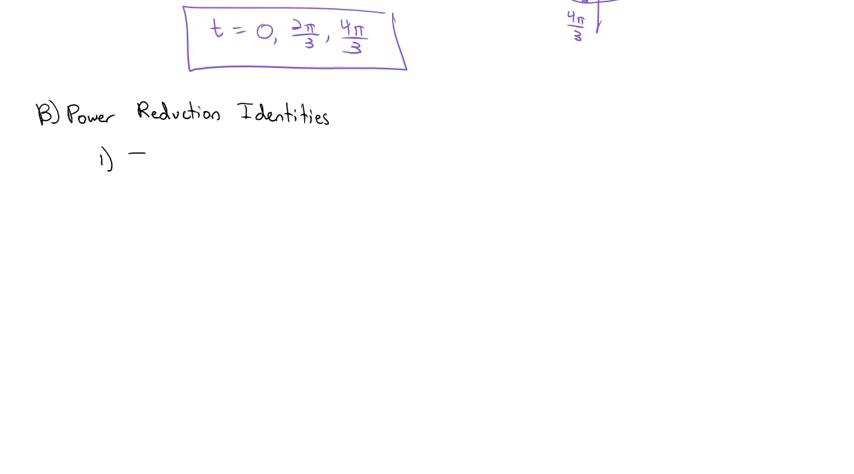 t = 0, 2π/3, 4π/3
4π/3
B) Power Reduction Identities
1)